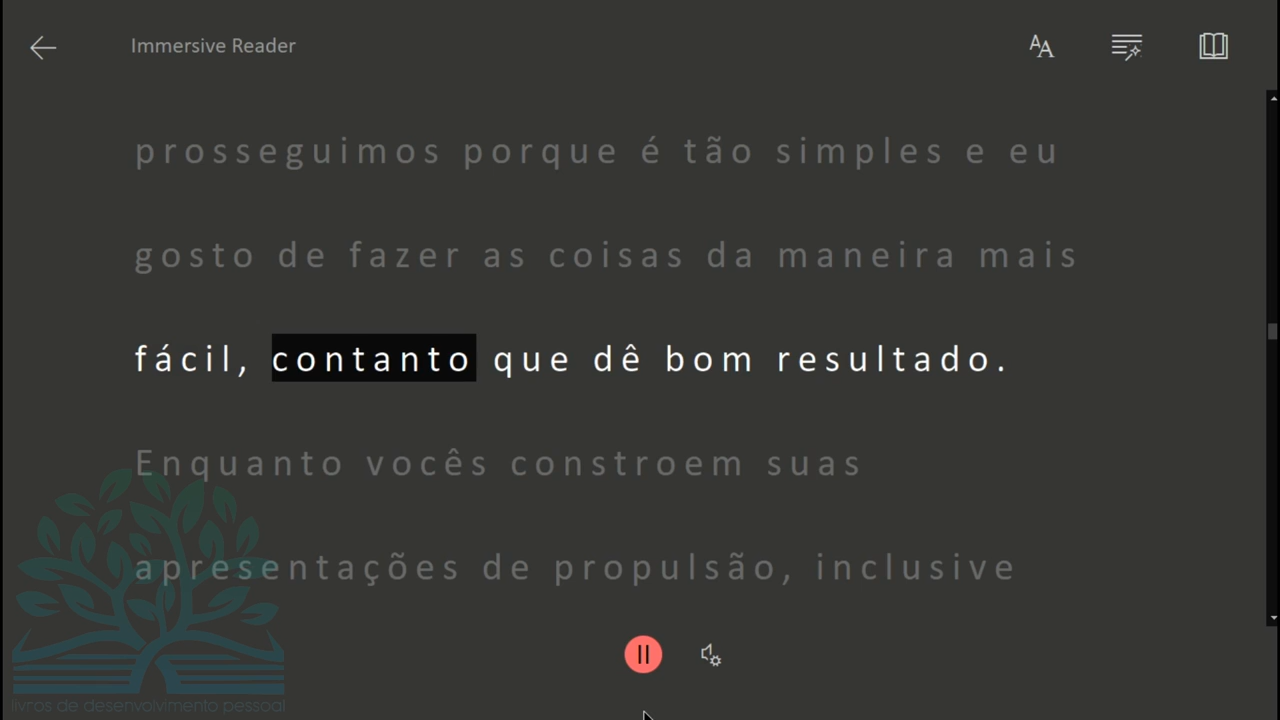 Immersive Reader
prosseguimos porque é tão simples e eu
gosto de fazer as coisas da maneira mais
fácil, contanto que dê bom resultado.
Enquanto vocês constroem suas
apresentações de propulsão, inclusive
livros de desenvolvimento pessoal